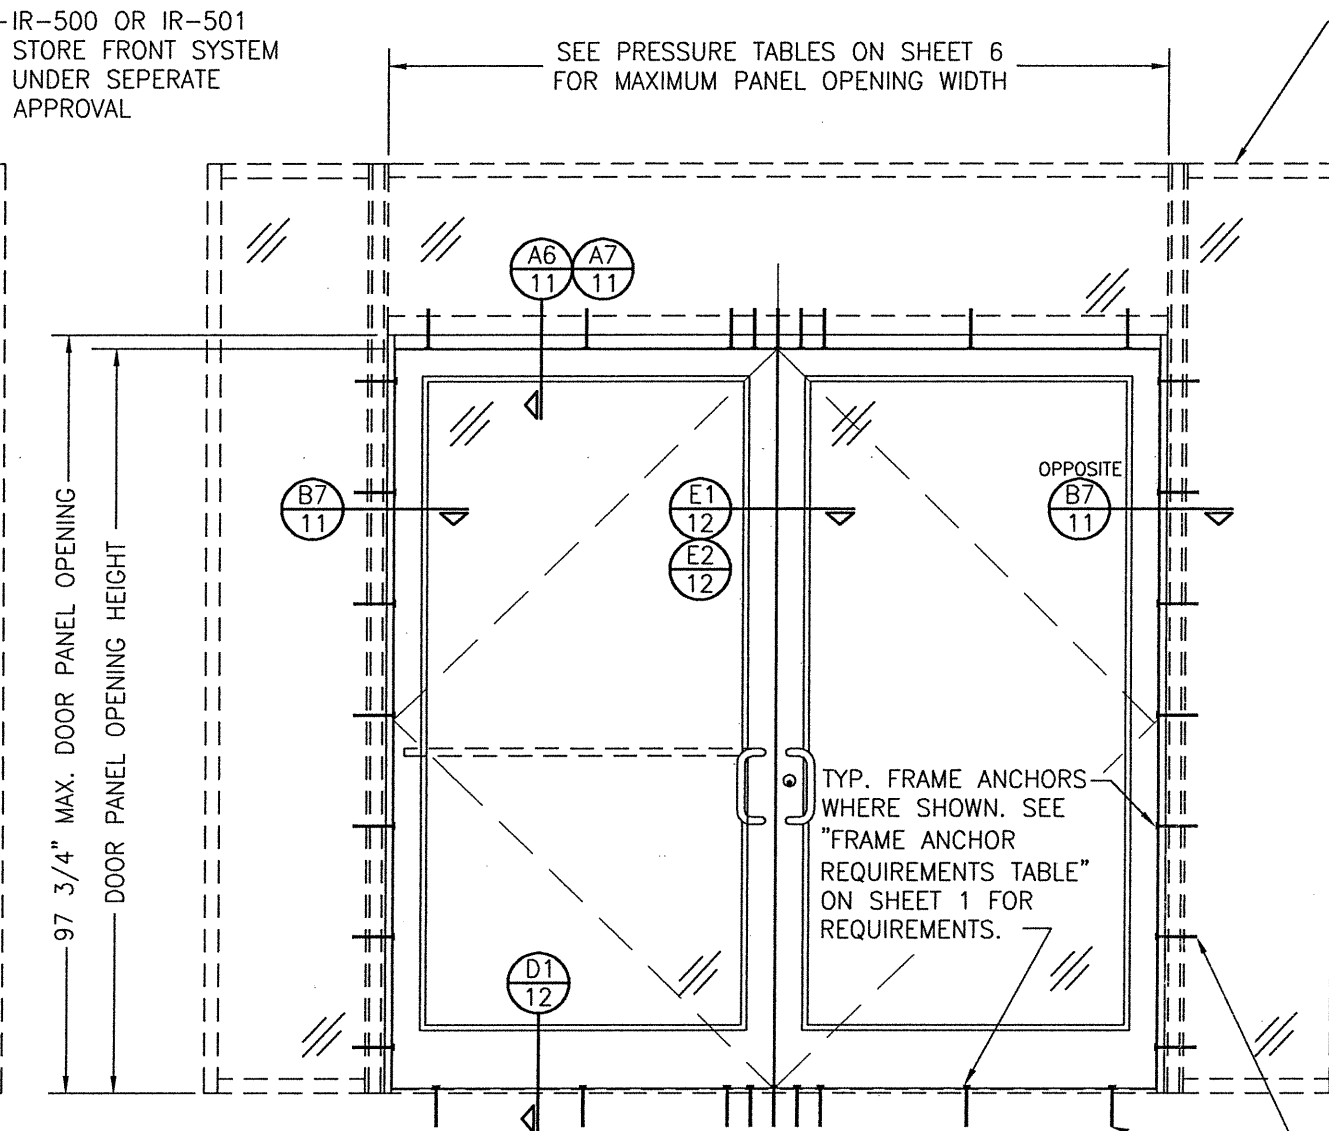 IR-500 OR IR-501
STORE FRONT SYSTEM
UNDER SEPERATE
APPROVAL
SEE PRESSURE TABLES ON SHEET 6
FOR MAXIMUM PANEL OPENING WIDTH
A6
11
A7
11
97 3/4" MAX. DOOR PANEL OPENING
DOOR PANEL OPENING HEIGHT
B7
11
E1
12
E2
12
OPPOSITE
B7
11
TYP. FRAME ANCHORS
WHERE SHOWN. SEE
"FRAME ANCHOR
REQUIREMENTS TABLE"
ON SHEET 1 FOR
REQUIREMENTS.
D1
12